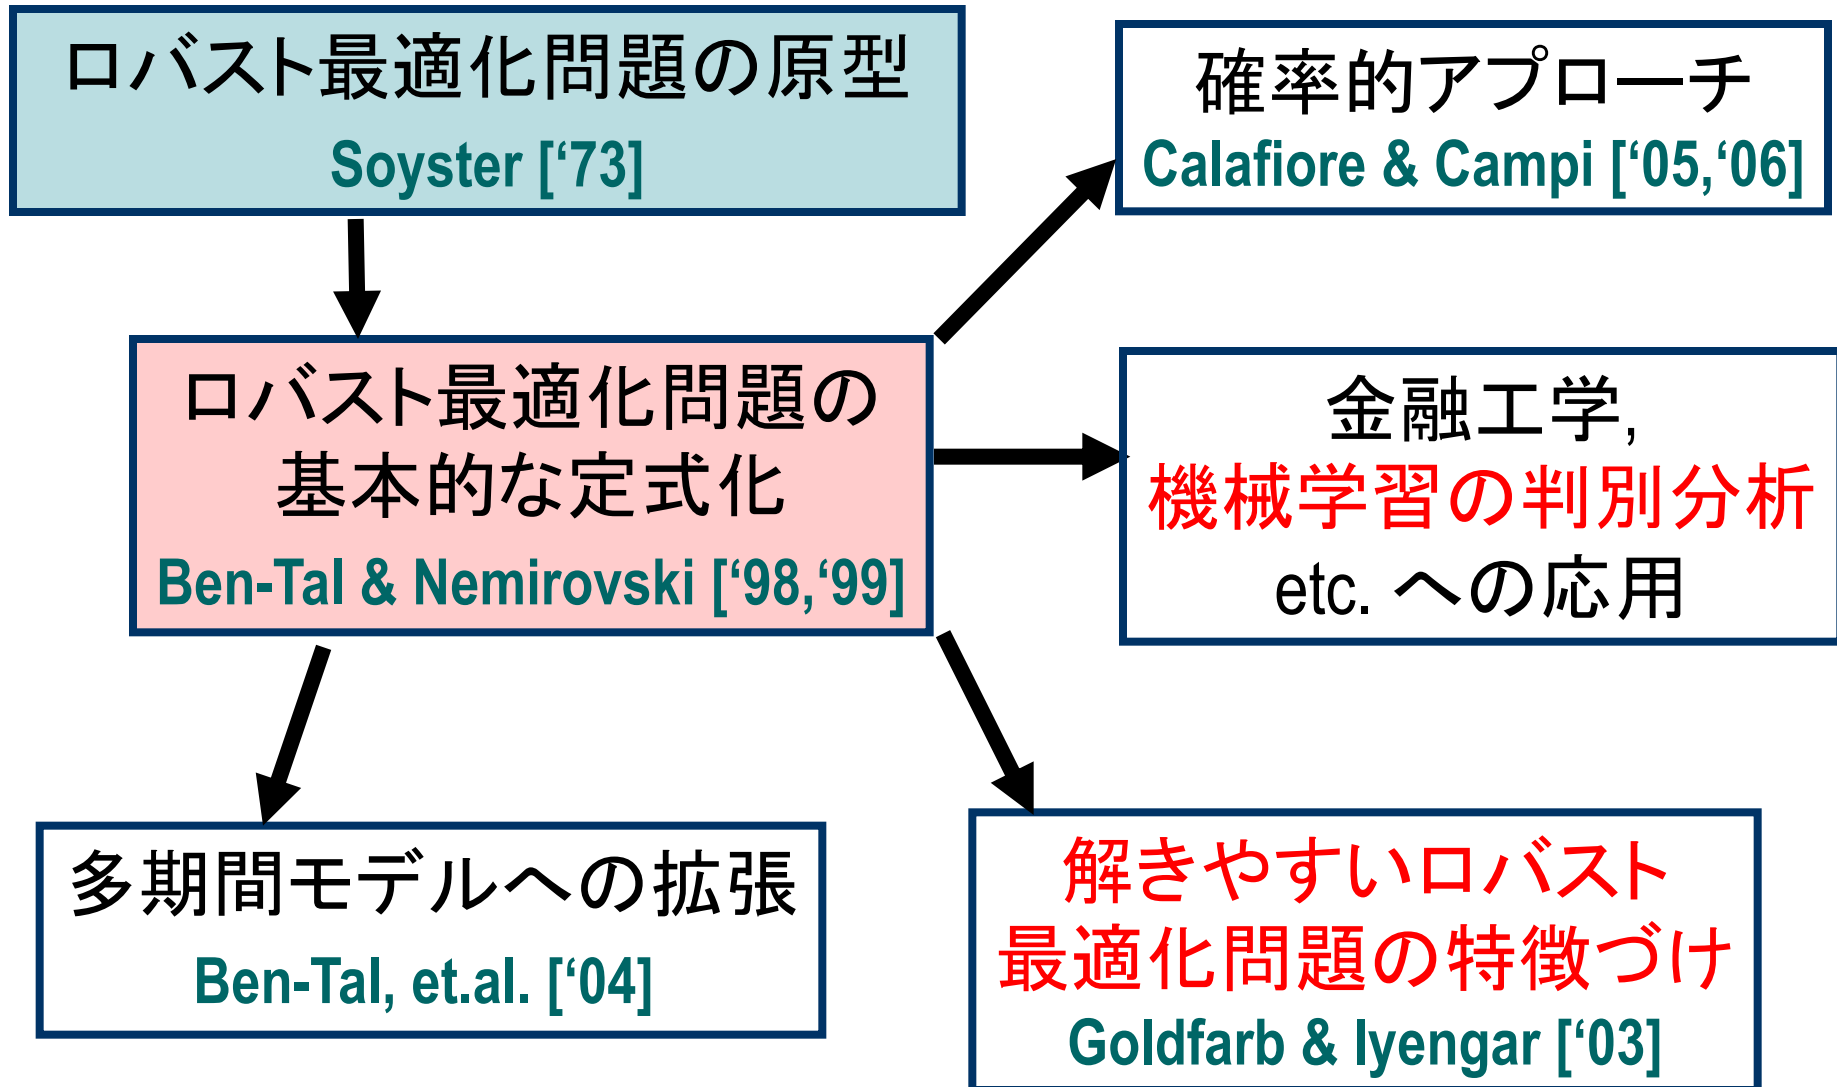 ロバスト最適化問題の原型
Soyster [‘73]
確率的アプローチ
Calafiore & Campi [‘05,‘06]
ロバスト最適化問題の
基本的な定式化
Ben-Tal & Nemirovski [‘98,‘99]
金融工学,
機械学習の判別分析
etc. への応用
多期間モデルへの拡張
Ben-Tal, et.al. [‘04]
解きやすいロバスト
最適化問題の特徴づけ
Goldfarb & Iyengar [‘03]